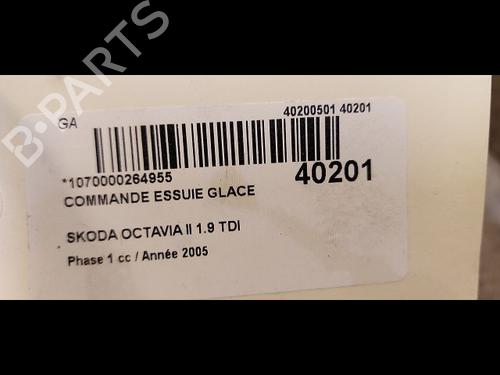 B-PARTS
GA
40200501 40201
*1070000264955
40201
COMMANDE ESSUIE GLACE
SKODA OCTAVIA II 1.9 TDI
Phase 1 cc / Année 2005